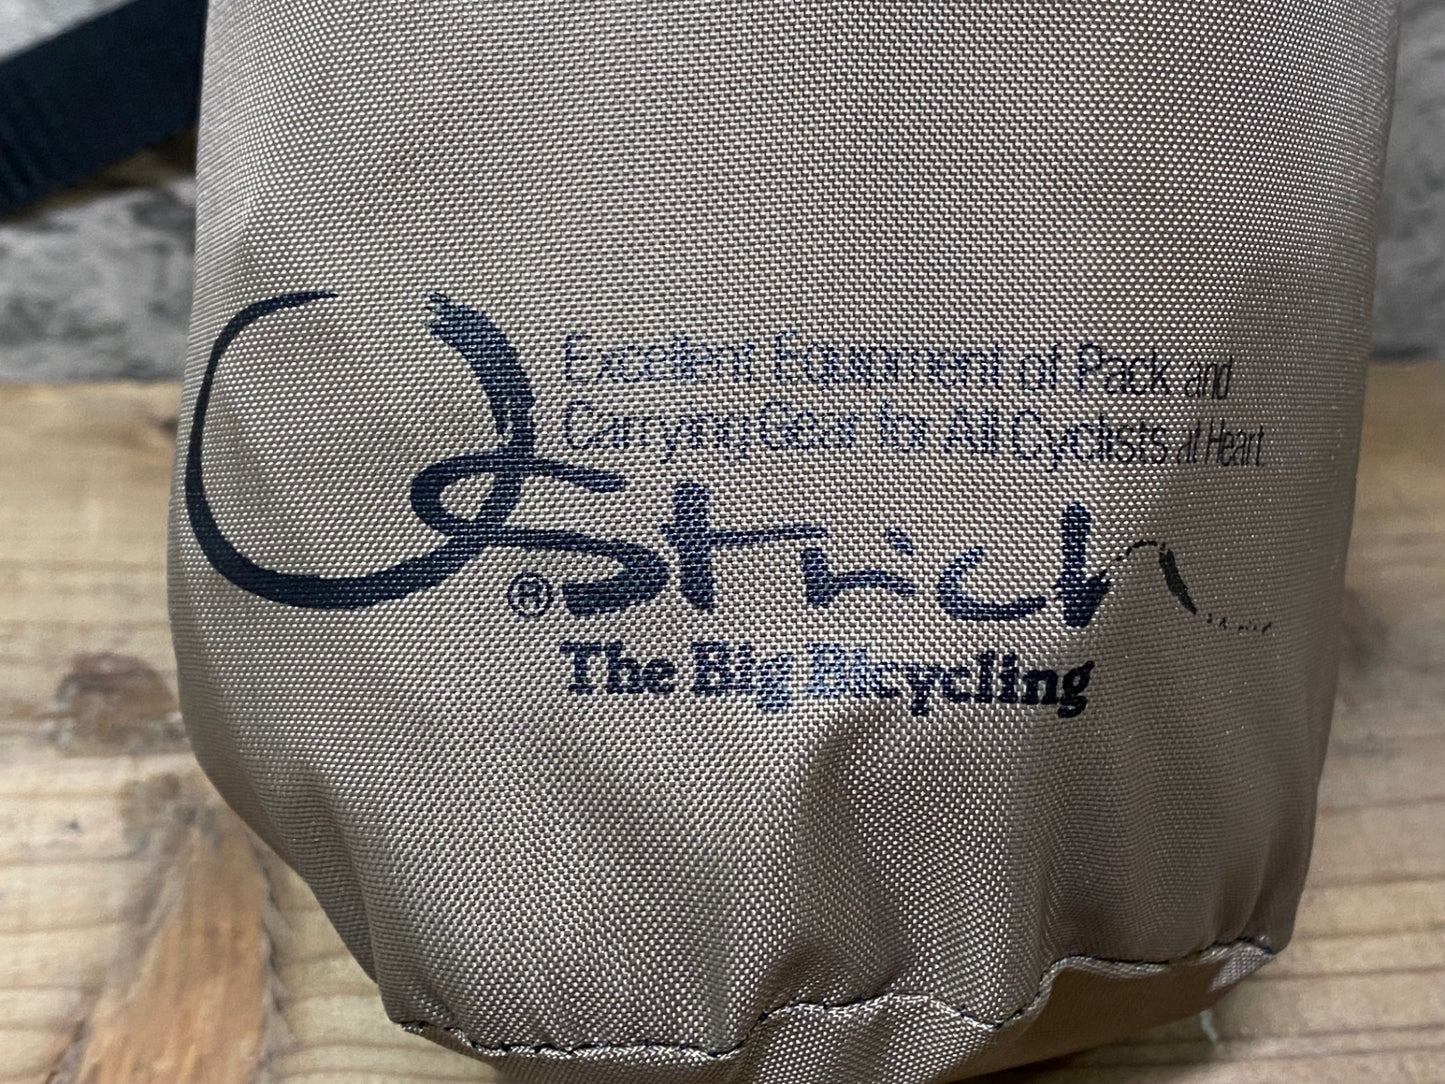 Excellent Equipment of Pack and
Carrying Gear for All Cyclists at Heart
Ostrich
®
The Big Bicycling